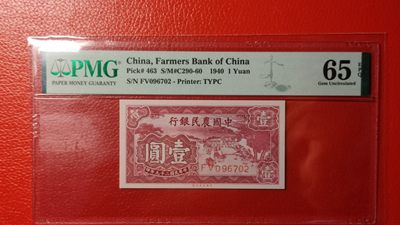 PMG
PAPER MONEY GUARANTY
China, Farmers Bank of China
Pick# 463 S/M#C290-60 1940 1 Yuan
S/N FV096702 - Printer: TYPC
65 EPQ
Gem Uncirculated
行銀民農國中
圓壹
FV096702